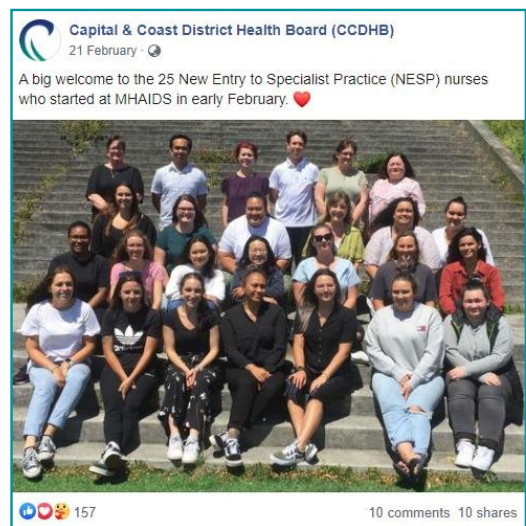 Capital & Coast District Health Board (CCDHB)
21 February ·
A big welcome to the 25 New Entry to Specialist Practice (NESP) nurses
who started at MHAIDS in early February. ❤️
adidas
157
10 comments 10 shares